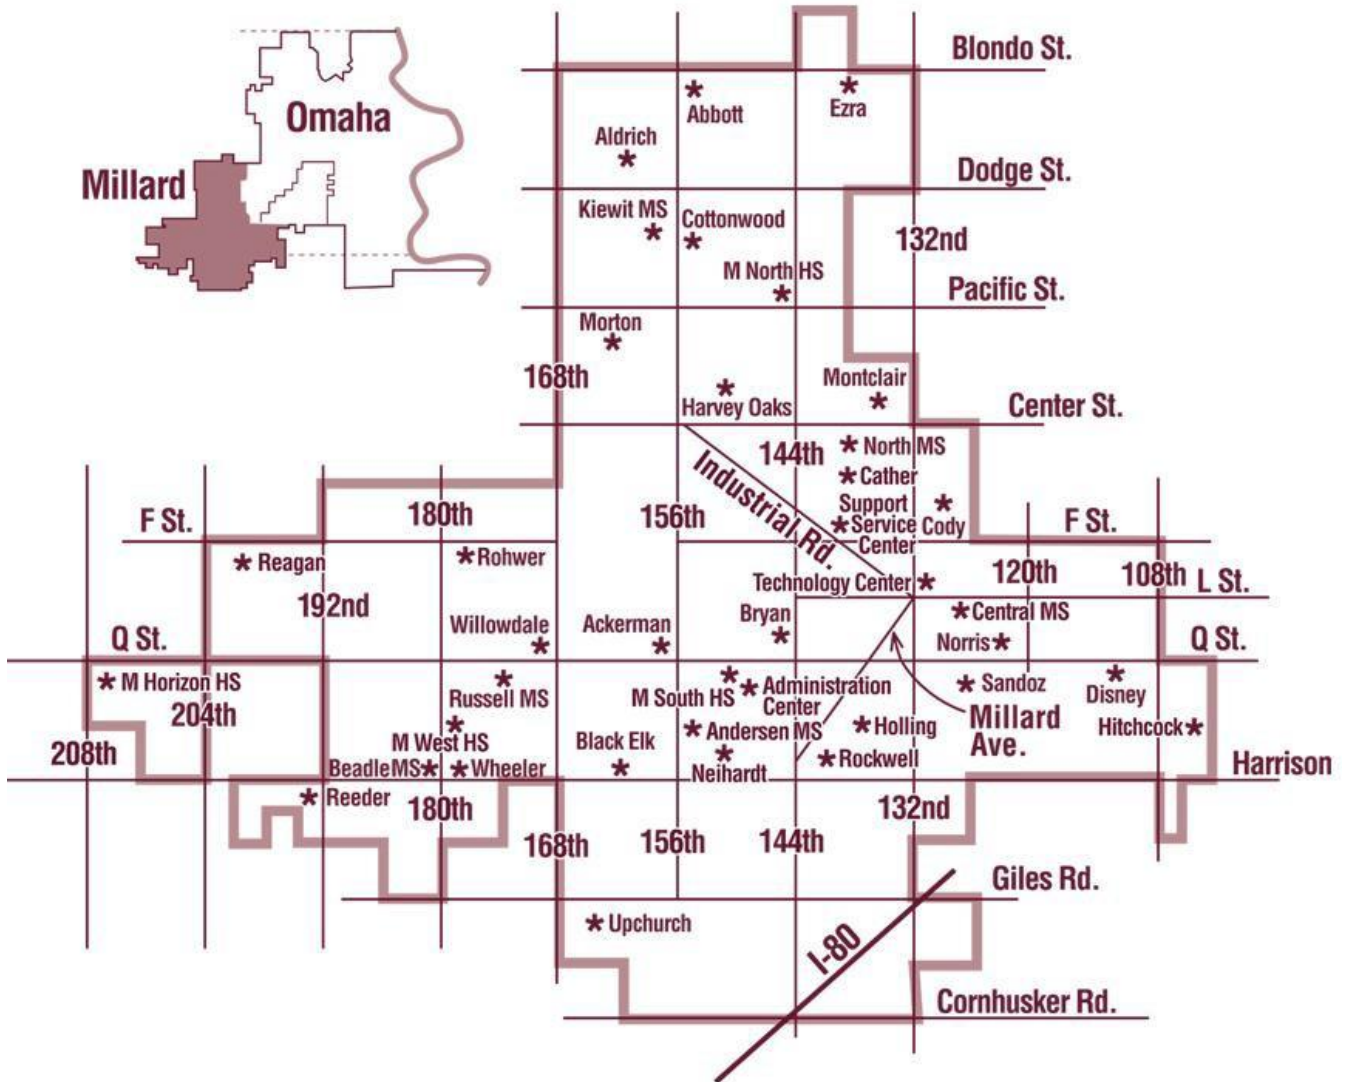 Blondo St.
Omaha
Abbott
Ezra
Aldrich
Millard
Dodge St.
Kiewit MS
Cottonwood
132nd
M North HS
Pacific St.
Morton
168th
Montclair
Harvey Oaks
Center St.
144th
North MS
Industrial Rd.
Cather
180th
156th
Support
Service
Center
Cody
F St.
F St.
Reagan
Rohwer
192nd
Technology Center
120th
108th
L St.
Willowdale
Ackerman
Bryan
Central MS
Norris
Q St.
Q St.
M Horizon HS
204th
Russell MS
M South HS
Administration
Center
Sandoz
Disney
Millard
Ave.
Hitchcock
208th
M West HS
Black Elk
Andersen MS
Holling
Beadle MS
Wheeler
Neihardt
Rockwell
Harrison
Reeder
180th
132nd
168th
156th
144th
Giles Rd.
Upchurch
I-80
Cornhusker Rd.